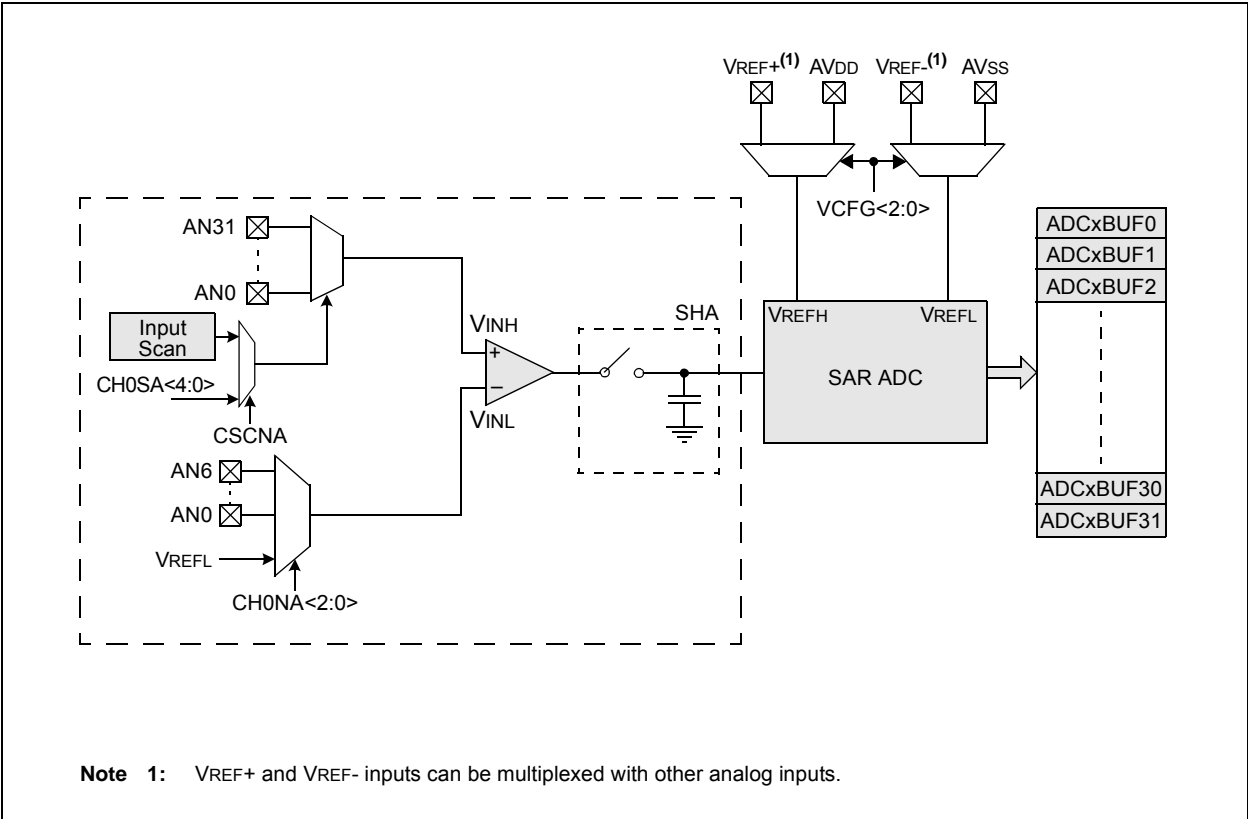 VREF+(1) AVDD VREF-(1) AVSS
VCFG<2:0>
AN31
AN0
Input
Scan
CH0SA<4:0>
CSCNA
AN6
AN0
VREFL
CH0NA<2:0>
VINH
+
−
VINL
SHA
VREFH VREFL
SAR ADC
ADCxBUF0
ADCxBUF1
ADCxBUF2
ADCxBUF30
ADCxBUF31
Note 1: VREF+ and VREF- inputs can be multiplexed with other analog inputs.